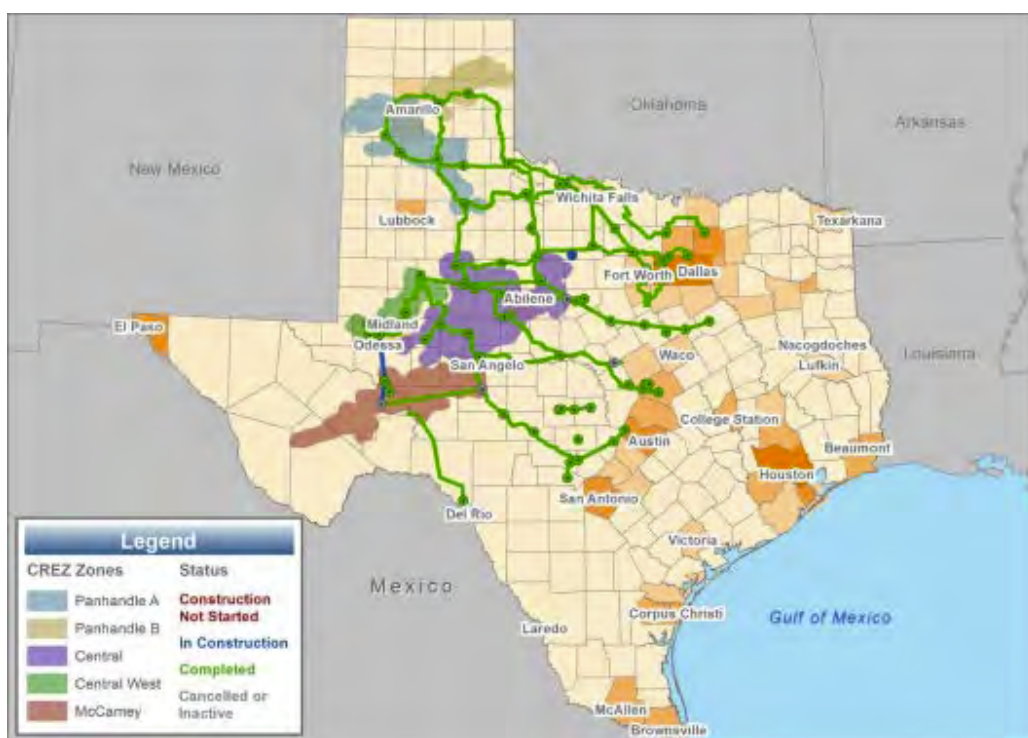 Oklahoma
Arkansas
New Mexico
Amarillo
Lubbock
Wichita Falls
Texarkana
Fort Worth
Dallas
Abilene
Midland
Odessa
El Paso
San Angelo
Waco
Nacogdoches
Lufkin
Louisiana
College Station
Austin
Beaumont
Houston
San Antonio
Del Rio
Victoria
Mexico
Corpus Christi
Gulf of Mexico
Laredo
McAllen
Brownsville
Legend
CREZ Zones
Panhandle A
Panhandle B
Central
Central West
McCamey
Status
Construction
Not Started
In Construction
Completed
Cancelled or
Inactive